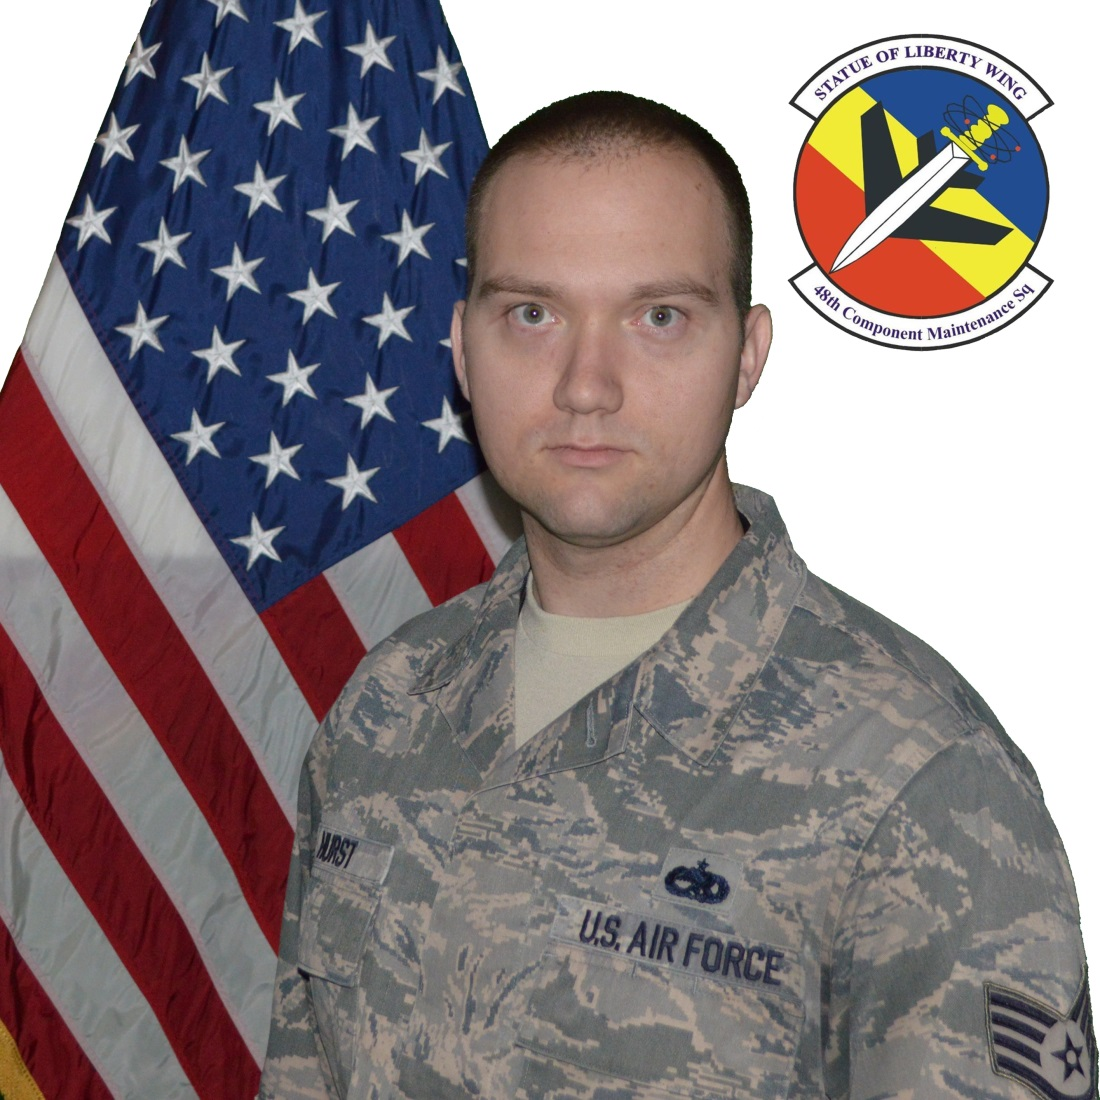 STATUE OF LIBERTY WING
48th Component Maintenance Sq
HURST
U.S. AIR FORCE